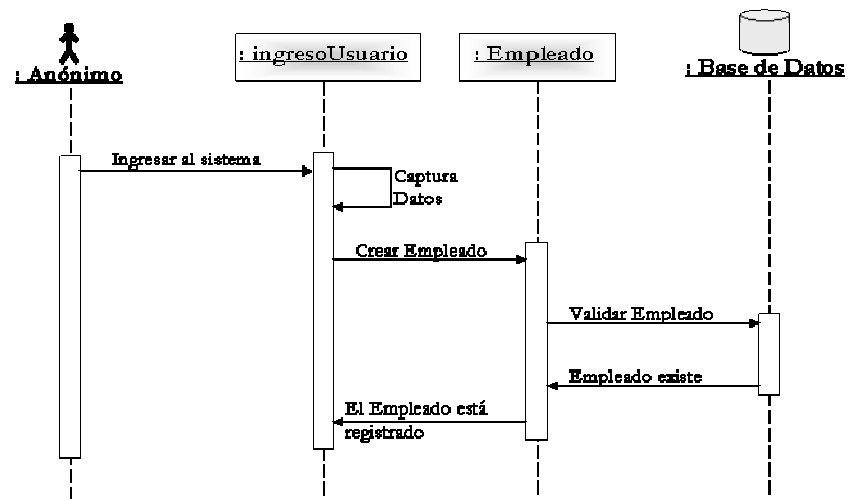 : Anónimo
: ingresoUsuario
: Empleado
: Base de Datos
Ingresar al sistema
Captura
Datos
Crear Empleado
Validar Empleado
Empleado existe
El Empleado está
registrado